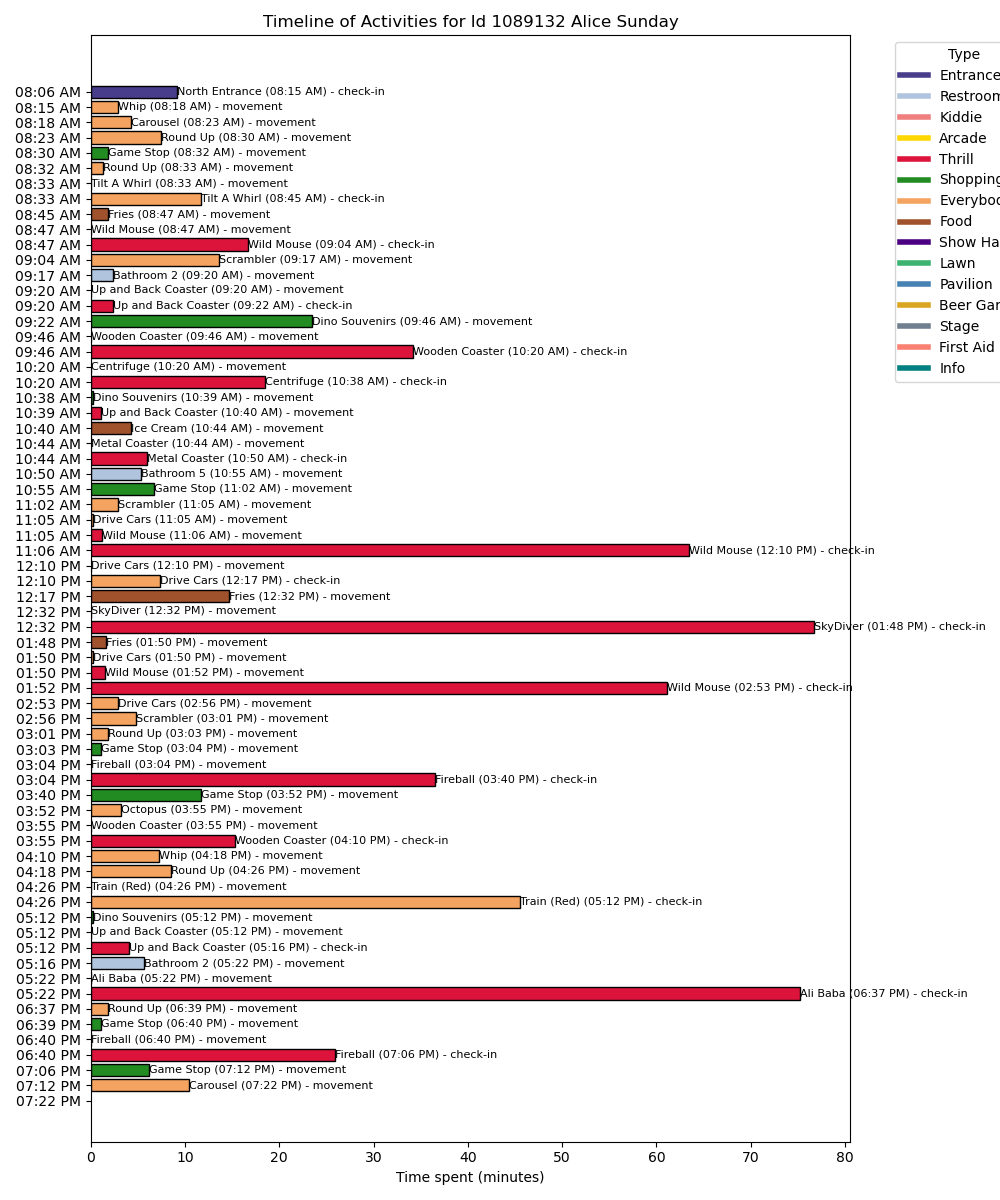 Timeline of Activities for Id 1089132 Alice Sunday
08:06 AM North Entrance (08:15 AM) - check-in
08:15 AM Whip (08:18 AM) - movement
08:18 AM Carousel (08:23 AM) - movement
08:23 AM Round Up (08:30 AM) - movement
08:30 AM Game Stop (08:32 AM) - movement
08:32 AM Round Up (08:33 AM) - movement
08:33 AM Tilt A Whirl (08:33 AM) - movement
08:33 AM Tilt A Whirl (08:45 AM) - check-in
08:45 AM Fries (08:47 AM) - movement
08:47 AM Wild Mouse (08:47 AM) - movement
08:47 AM Wild Mouse (09:04 AM) - check-in
09:04 AM Scrambler (09:17 AM) - movement
09:17 AM Bathroom 2 (09:20 AM) - movement
09:20 AM Up and Back Coaster (09:20 AM) - movement
09:20 AM Up and Back Coaster (09:22 AM) - check-in
09:22 AM Dino Souvenirs (09:46 AM) - movement
09:46 AM Wooden Coaster (09:46 AM) - movement
09:46 AM Wooden Coaster (10:20 AM) - check-in
10:20 AM Centrifuge (10:20 AM) - movement
10:20 AM Centrifuge (10:38 AM) - check-in
10:38 AM Dino Souvenirs (10:39 AM) - movement
10:39 AM Up and Back Coaster (10:40 AM) - movement
10:40 AM Ice Cream (10:44 AM) - movement
10:44 AM Metal Coaster (10:44 AM) - movement
10:44 AM Metal Coaster (10:50 AM) - check-in
10:50 AM Bathroom 5 (10:55 AM) - movement
10:55 AM Game Stop (11:02 AM) - movement
11:02 AM Scrambler (11:05 AM) - movement
11:05 AM Drive Cars (11:05 AM) - movement
11:05 AM Wild Mouse (11:06 AM) - movement
11:06 AM Wild Mouse (12:10 PM) - check-in
12:10 PM Drive Cars (12:10 PM) - movement
12:10 PM Drive Cars (12:17 PM) - check-in
12:17 PM Fries (12:32 PM) - movement
12:32 PM SkyDiver (12:32 PM) - movement
12:32 PM SkyDiver (01:48 PM) - check-in
01:48 PM Fries (01:50 PM) - movement
01:50 PM Drive Cars (01:50 PM) - movement
01:50 PM Wild Mouse (01:52 PM) - movement
01:52 PM Wild Mouse (02:53 PM) - check-in
02:53 PM Drive Cars (02:56 PM) - movement
02:56 PM Scrambler (03:01 PM) - movement
03:01 PM Round Up (03:03 PM) - movement
03:03 PM Game Stop (03:04 PM) - movement
03:04 PM Fireball (03:04 PM) - movement
03:04 PM Fireball (03:40 PM) - check-in
03:40 PM Game Stop (03:52 PM) - movement
03:52 PM Octopus (03:55 PM) - movement
03:55 PM Wooden Coaster (03:55 PM) - movement
03:55 PM Wooden Coaster (04:10 PM) - check-in
04:10 PM Whip (04:18 PM) - movement
04:18 PM Round Up (04:26 PM) - movement
04:26 PM Train (Red) (04:26 PM) - movement
04:26 PM Train (Red) (05:12 PM) - check-in
05:12 PM Dino Souvenirs (05:12 PM) - movement
05:12 PM Up and Back Coaster (05:12 PM) - movement
05:12 PM Up and Back Coaster (05:16 PM) - check-in
05:16 PM Bathroom 2 (05:22 PM) - movement
05:22 PM Ali Baba (05:22 PM) - movement
05:22 PM Ali Baba (06:37 PM) - check-in
06:37 PM Round Up (06:39 PM) - movement
06:39 PM Game Stop (06:40 PM) - movement
06:40 PM Fireball (06:40 PM) - movement
06:40 PM Fireball (07:06 PM) - check-in
07:06 PM Game Stop (07:12 PM) - movement
07:12 PM Carousel (07:22 PM) - movement
07:22 PM
0 10 20 30 40 50 60 70 80
Time spent (minutes)
Type
Entrance
Restroom
Kiddie
Arcade
Thrill
Shopping
Everyboo
Food
Show Ha
Lawn
Pavilion
Beer Gar
Stage
First Aid
Info